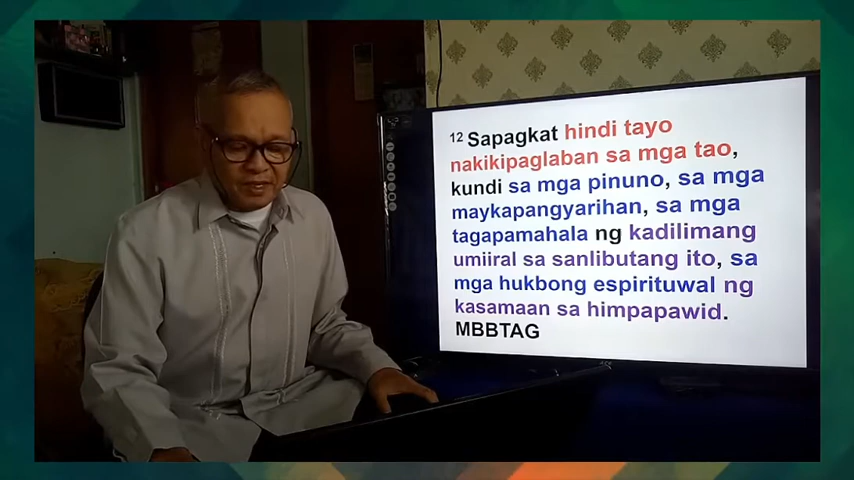 12 Sapagkat hindi tayo
nakikipaglaban sa mga tao,
kundi sa mga pinuno, sa mga
maykapangyarihan, sa mga
tagapamahala ng kadilimang
umiiral sa sanlibutang ito, sa
mga hukbong espirituwal ng
kasamaan sa himpapawid.
MBBTAG